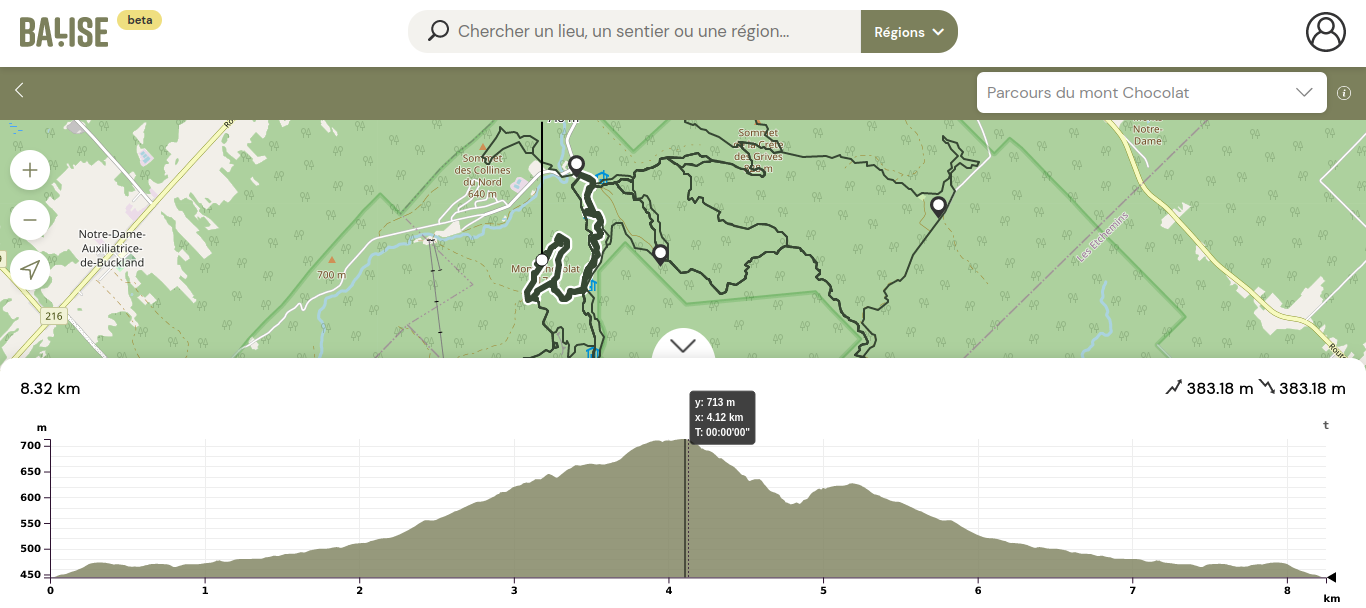 BALISE
beta
Chercher un lieu, un sentier ou une région...
Régions
Parcours du mont Chocolat
Sommet
des Collines
du Nord
640 m
Sommet
de la Crête
des Grives
Notre-
Dame
Notre-Dame-
Auxiliatrice-
de-Buckland
700 m
216
Les Etchemins
8.32 km
383.18 m
383.18 m
y: 713 m
x: 4.12 km
T: 00:00'00"
m
t
700
650
600
550
500
450
0
1
2
3
4
5
6
7
8
km